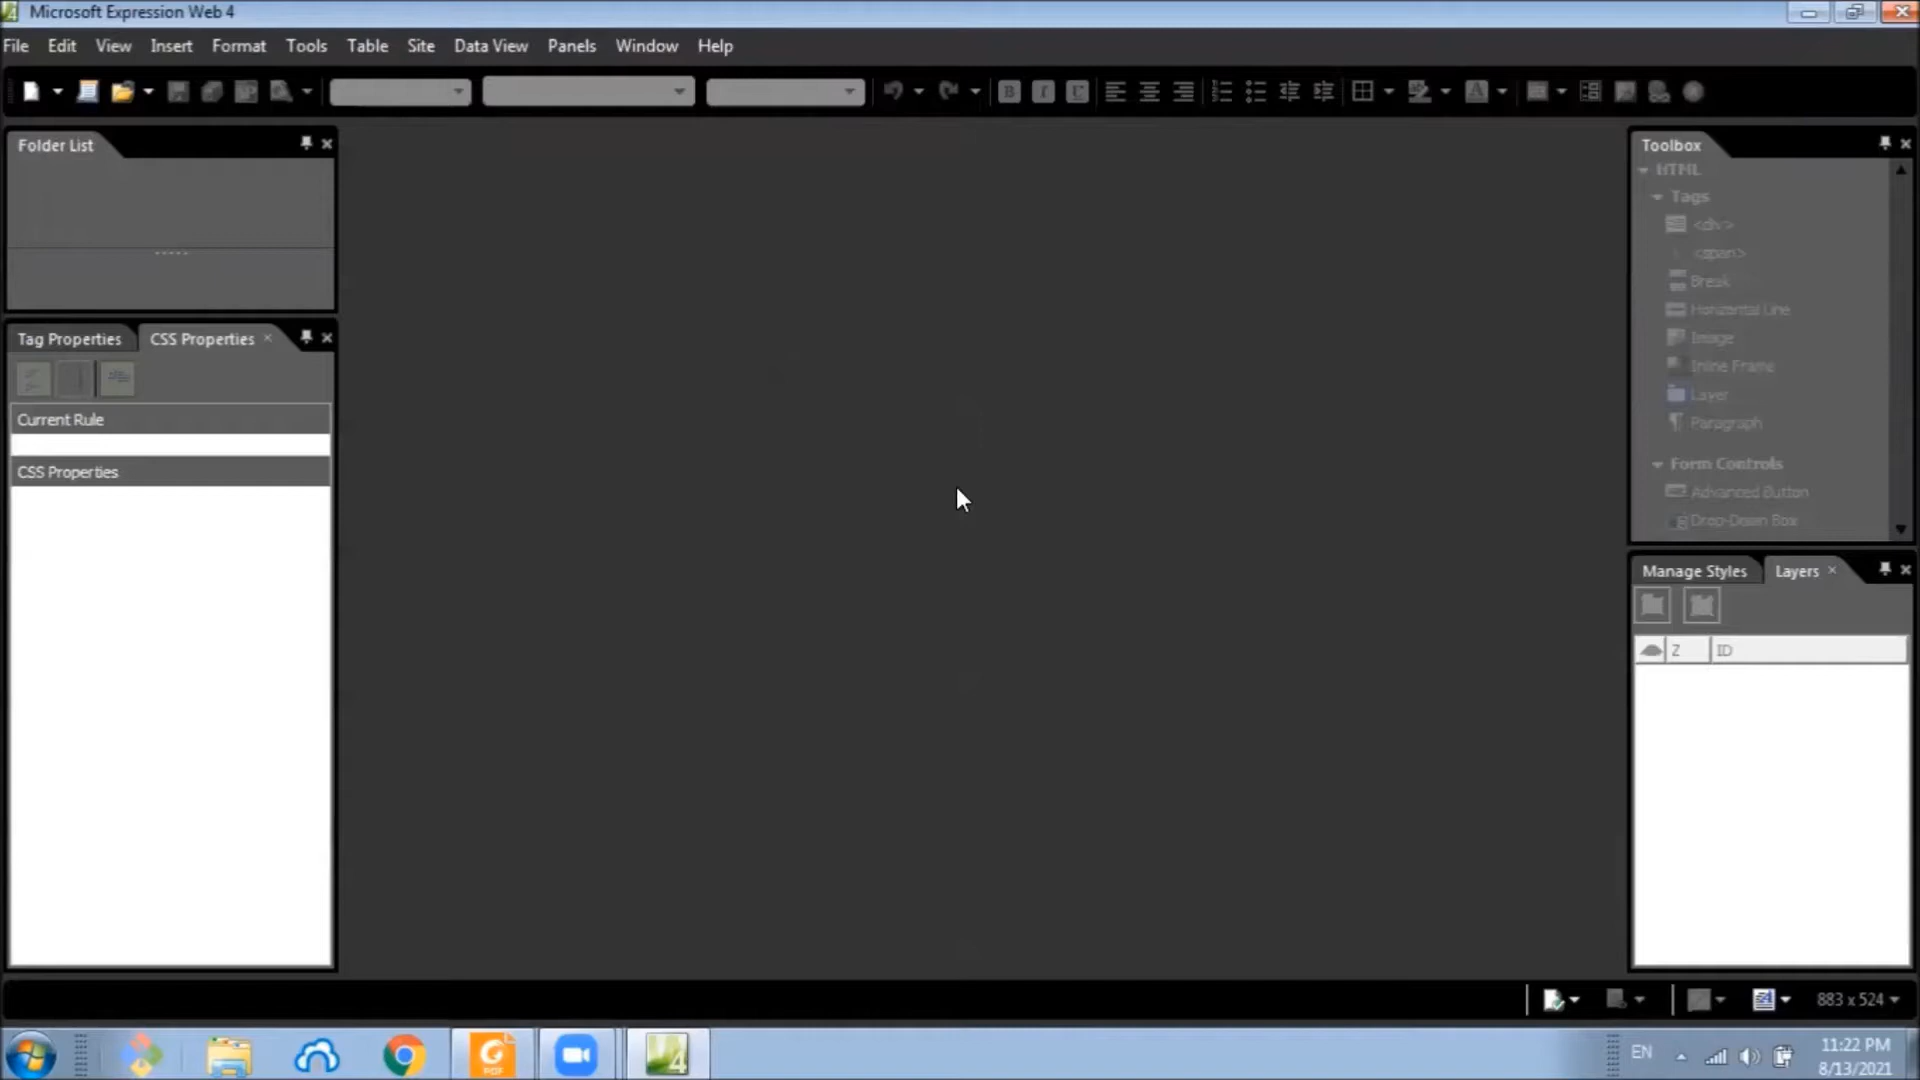 Microsoft Expression Web 4
File Edit View Insert Format Tools Table Site Data View Panels Window Help
Folder List
Tag Properties
CSS Properties
Current Rule
CSS Properties
Toolbox
HTML
Tags
<div>
<span>
Break
Horizontal Line
Image
Inline Frame
Layer
Paragraph
Form Controls
Advanced Button
Drop-Down Box
Manage Styles
Layers
Z
ID
883 x 524
EN
11:22 PM
8/13/2021